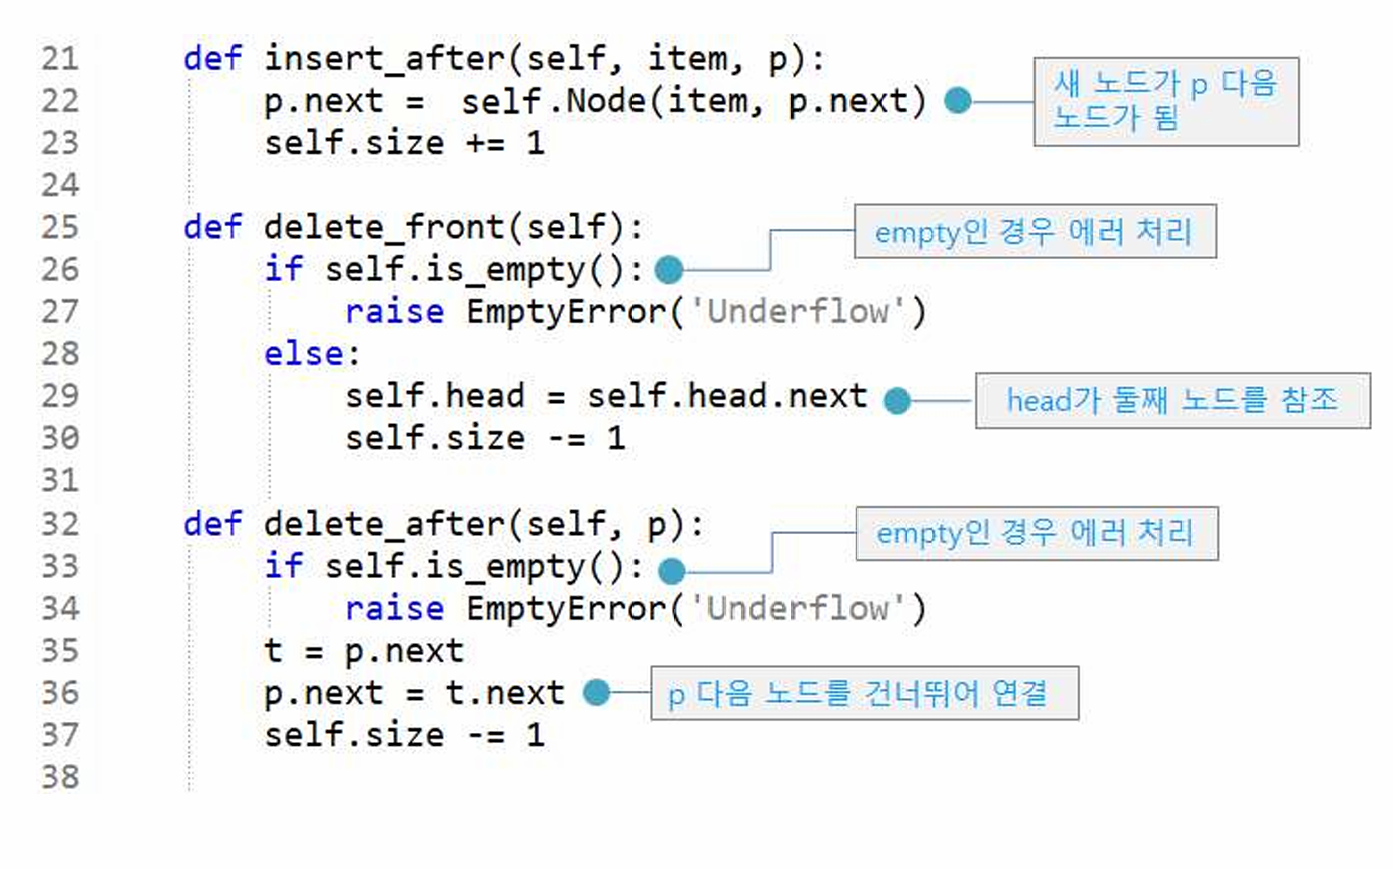 21 def insert_after(self, item, p):
22 p.next = self.Node(item, p.next)
새 노드가 p 다음
노드가 됨
23 self.size += 1
24
25 def delete_front(self):
empty인 경우 에러 처리
26 if self.is_empty():
27 raise EmptyError('Underflow')
28 else:
29 self.head = self.head.next
head가 둘째 노드를 참조
30 self.size -= 1
31
32 def delete_after(self, p):
empty인 경우 에러 처리
33 if self.is_empty():
34 raise EmptyError('Underflow')
35 t = p.next
36 p.next = t.next
p 다음 노드를 건너뛰어 연결
37 self.size -= 1
38